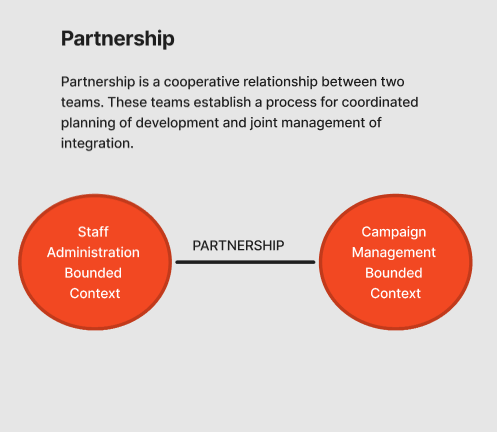 Partnership
Partnership is a cooperative relationship between two
teams. These teams establish a process for coordinated
planning of development and joint management of
integration.
Staff
Administration
Bounded
Context
PARTNERSHIP
Campaign
Management
Bounded
Context